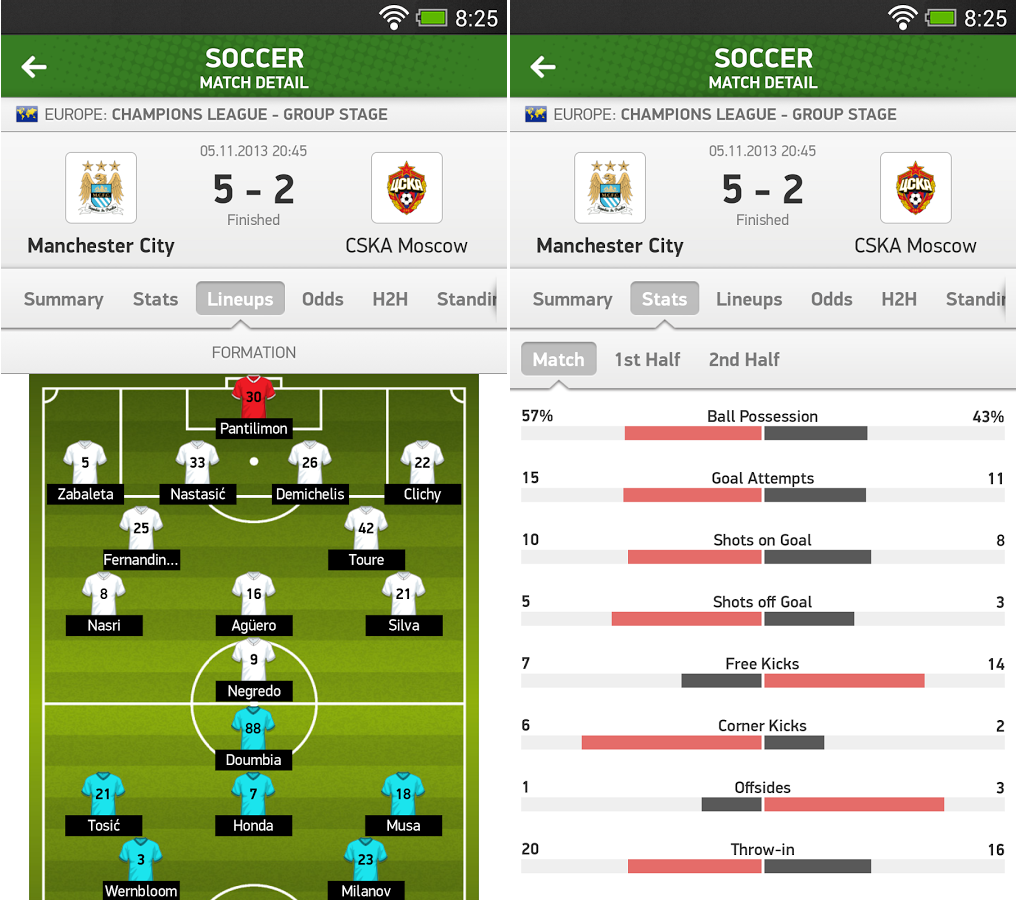 8:25
SOCCER
MATCH DETAIL
EUROPE: CHAMPIONS LEAGUE - GROUP STAGE
05.11.2013 20:45
5 - 2
Finished
ЦСКА
Manchester City CSKA Moscow
Summary Stats Lineups Odds H2H Standin
FORMATION
30
Pantilimon
5 33 26 22
Zabaleta Nastasić Demichelis Clichy
25 42
Fernandin... Toure
8 16 21
Nasri Agüero Silva
9
Negredo
88
Doumbia
21 7 18
Tosić Honda Musa
3 23
Wernbloom Milanov
8:25
SOCCER
MATCH DETAIL
EUROPE: CHAMPIONS LEAGUE - GROUP STAGE
05.11.2013 20:45
5 - 2
Finished
ЦСКА
Manchester City CSKA Moscow
Summary Stats Lineups Odds H2H Standin
Match 1st Half 2nd Half
57% Ball Possession 43%
15 Goal Attempts 11
10 Shots on Goal 8
5 Shots off Goal 3
7 Free Kicks 14
6 Corner Kicks 2
1 Offsides 3
20 Throw-in 16